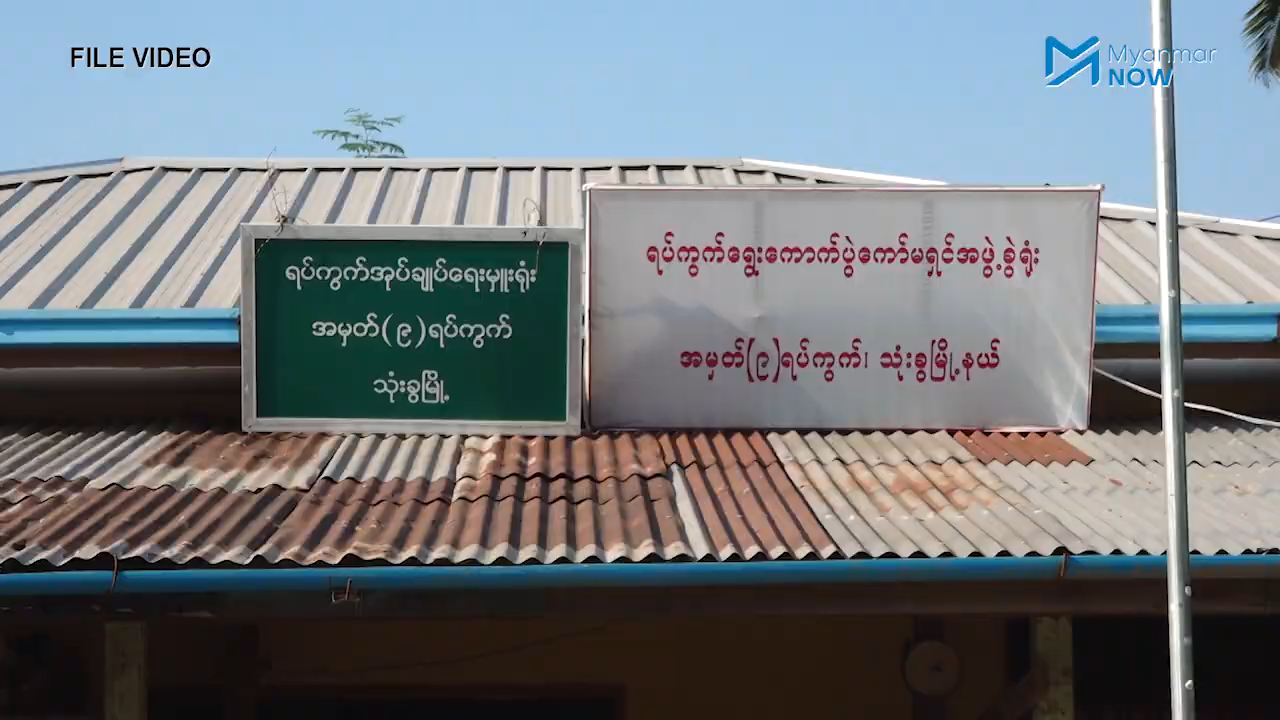 FILE VIDEO
Myanmar
NOW
ရပ်ကွက်အုပ်ချုပ်ရေးမှူးရုံး
အမှတ်(၉)ရပ်ကွက်
သုံးခွမြို့
ရပ်ကွက်ရွေးကောက်ပွဲကော်မရှင်အဖွဲ့ခွဲရုံး
အမှတ်(၉)ရပ်ကွက်၊ သုံးခွမြို့နယ်